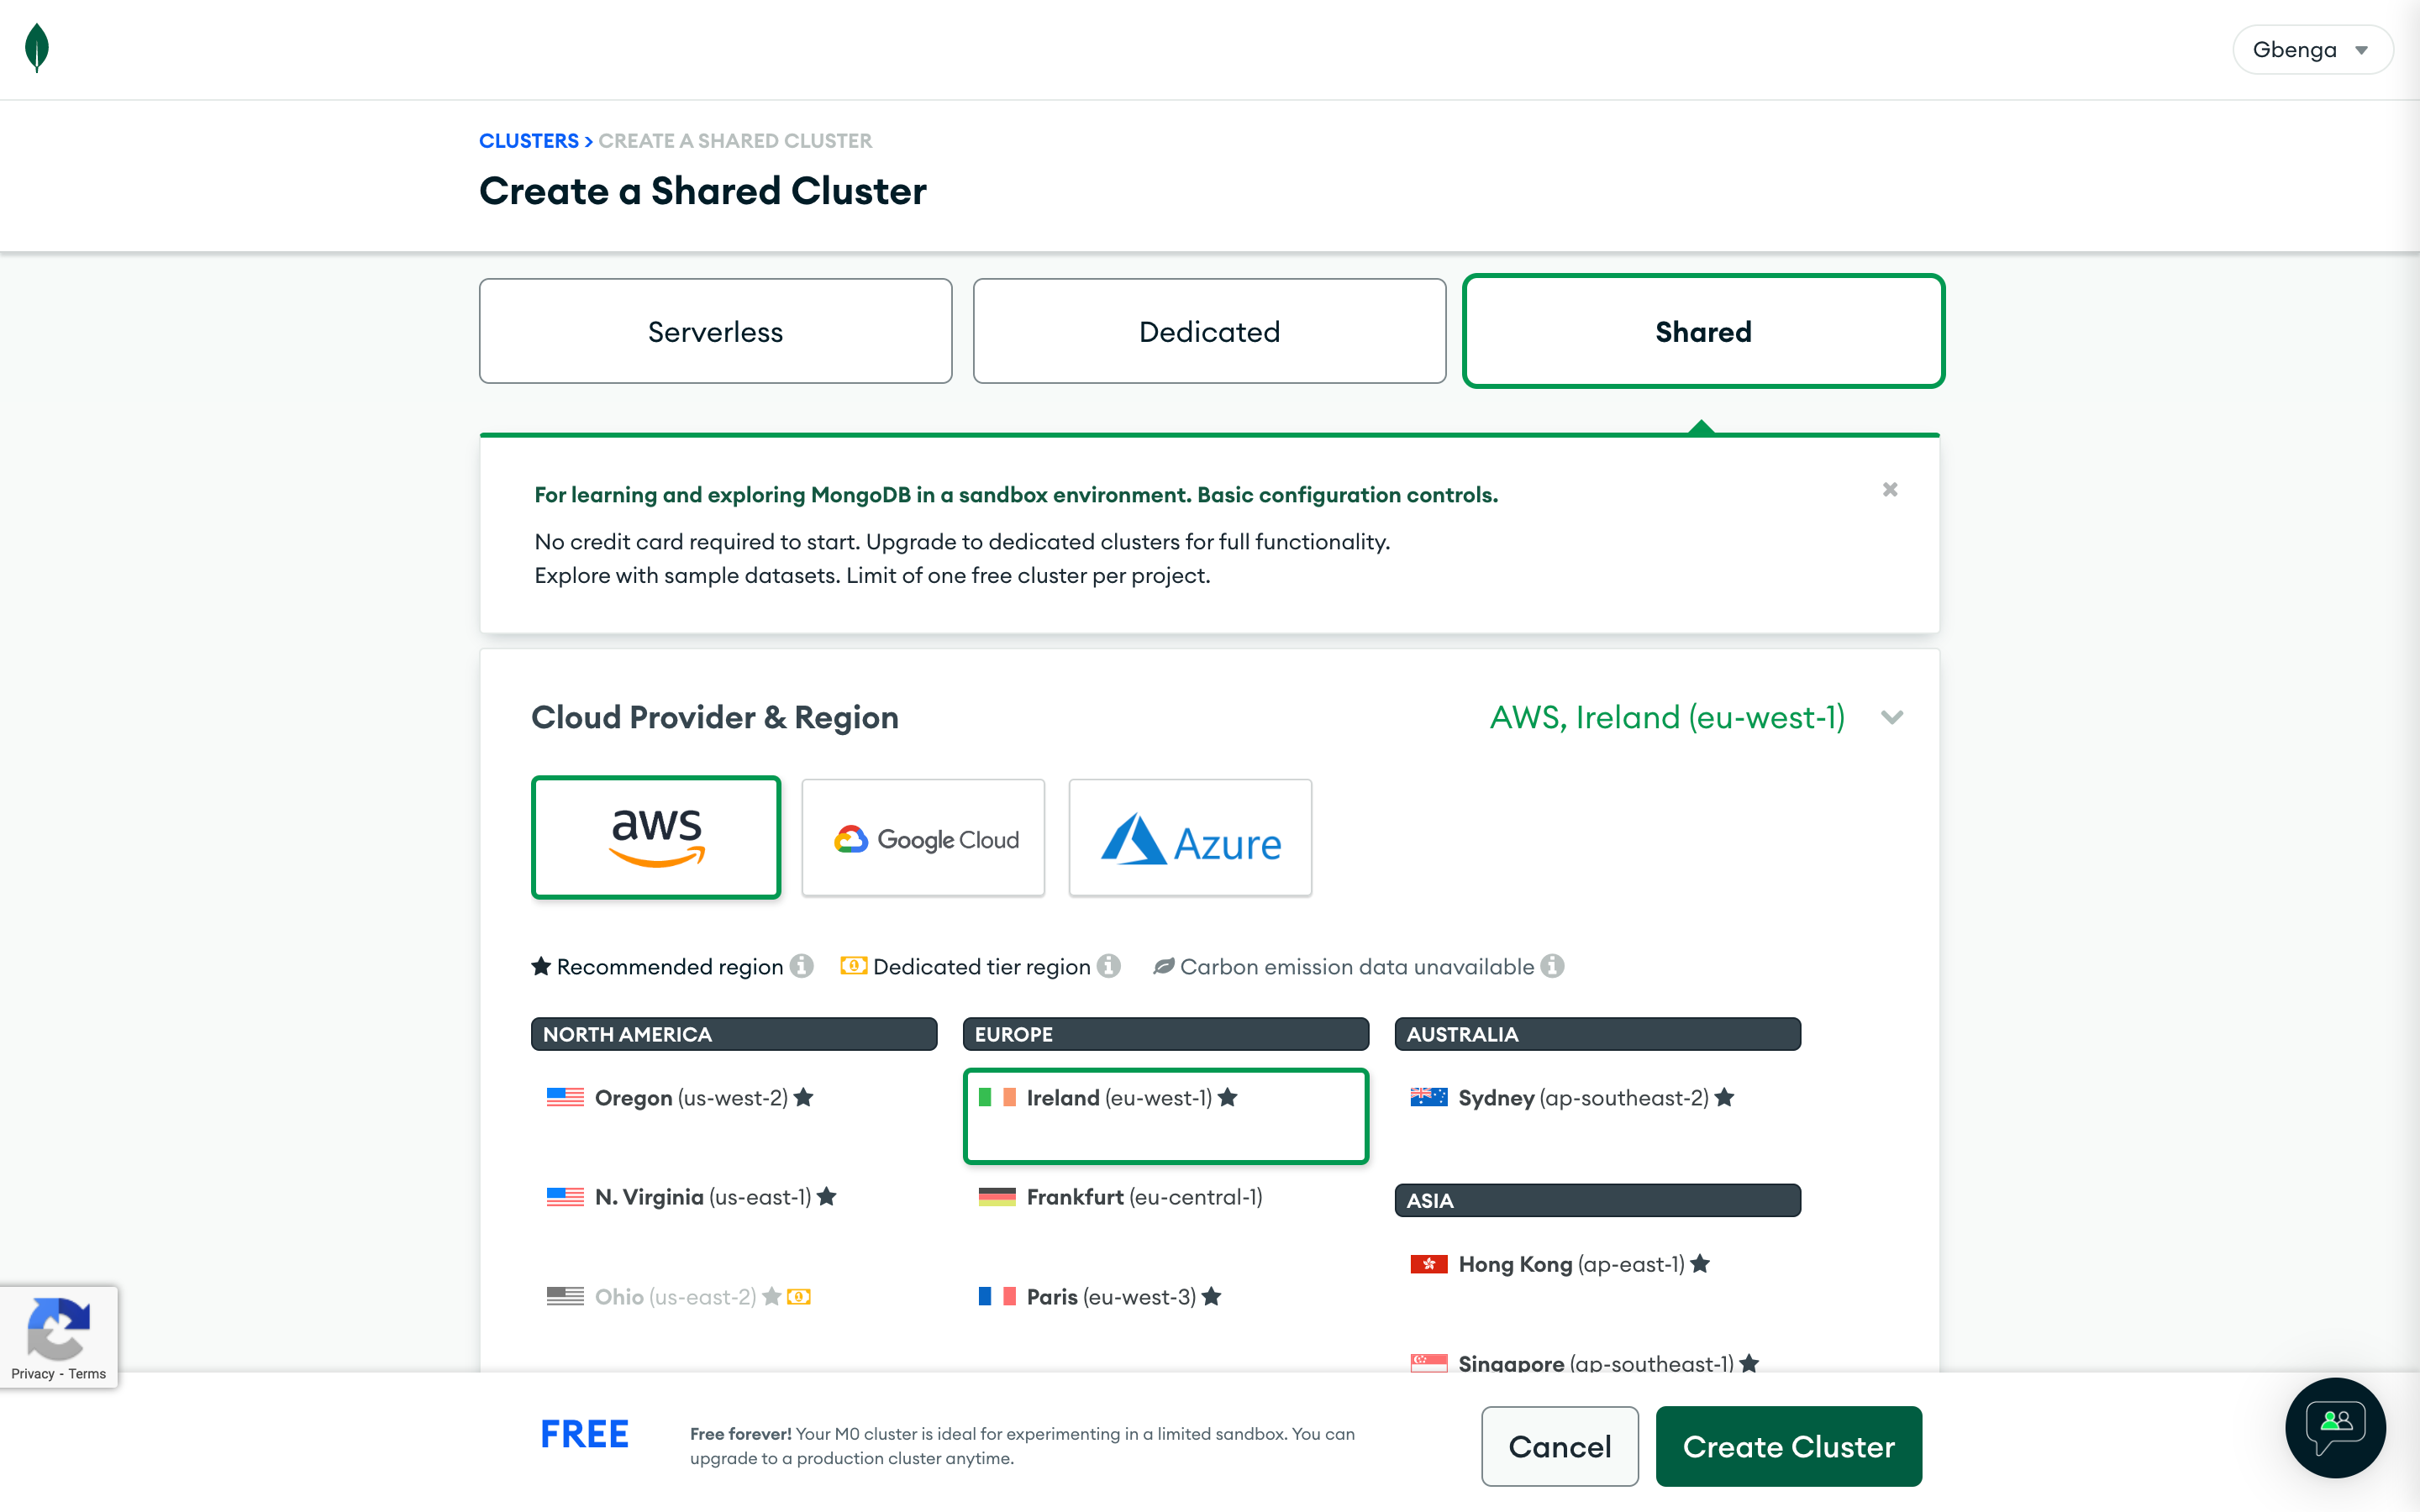 Gbenga
CLUSTERS > CREATE A SHARED CLUSTER
Create a Shared Cluster
Serverless
Dedicated
Shared
For learning and exploring MongoDB in a sandbox environment. Basic configuration controls.
No credit card required to start. Upgrade to dedicated clusters for full functionality.
Explore with sample datasets. Limit of one free cluster per project.
Cloud Provider & Region
AWS, Ireland (eu-west-1)
aws
Google Cloud
Azure
Recommended region
Dedicated tier region
Carbon emission data unavailable
NORTH AMERICA
Oregon (us-west-2)
N. Virginia (us-east-1)
Ohio (us-east-2)
EUROPE
Ireland (eu-west-1)
Frankfurt (eu-central-1)
Paris (eu-west-3)
AUSTRALIA
Sydney (ap-southeast-2)
ASIA
Hong Kong (ap-east-1)
Singapore (ap-southeast-1)
Privacy - Terms
FREE
Free forever! Your M0 cluster is ideal for experimenting in a limited sandbox. You can
upgrade to a production cluster anytime.
Cancel
Create Cluster